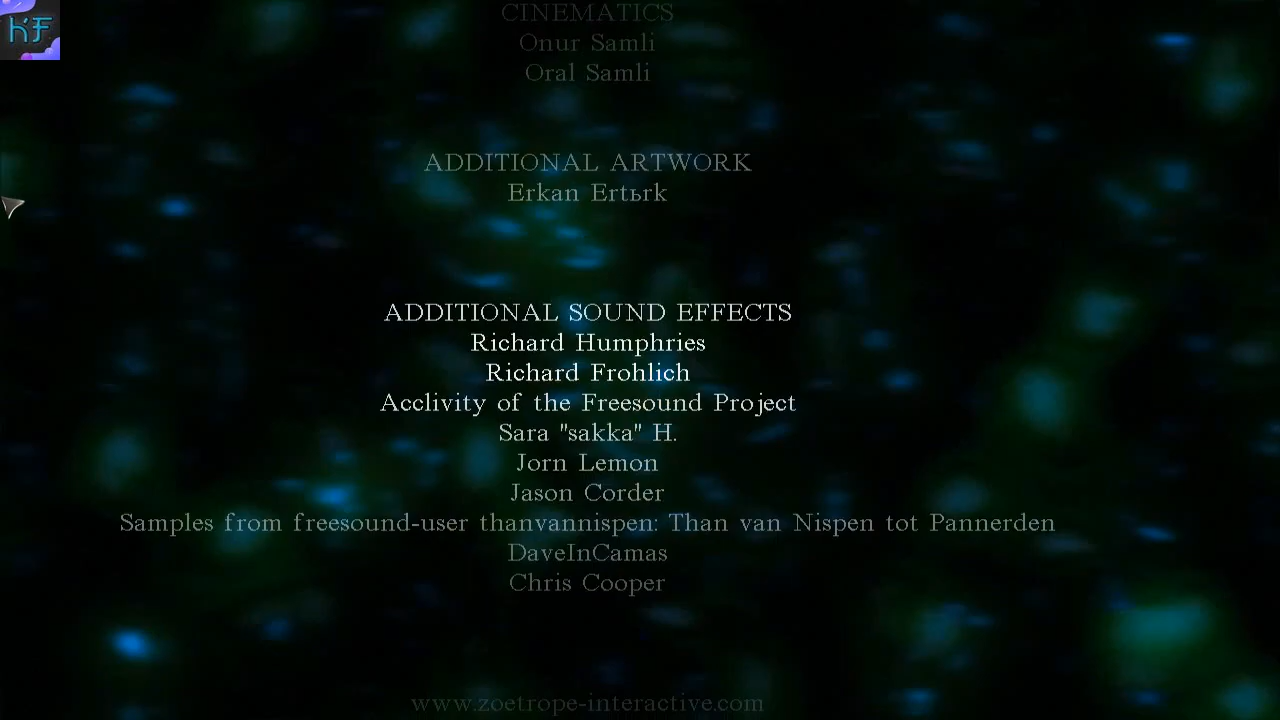 KF
CINEMATICS
Onur Samli
Oral Samli
ADDITIONAL ARTWORK
Erkan Ertьrk
ADDITIONAL SOUND EFFECTS
Richard Humphries
Richard Frohlich
Acclivity of the Freesound Project
Sara "sakka" H.
Jorn Lemon
Jason Corder
Samples from freesound-user thanvannispen: Than van Nispen tot Pannerden
DaveInCamas
Chris Cooper
www.zoetrope-interactive.com